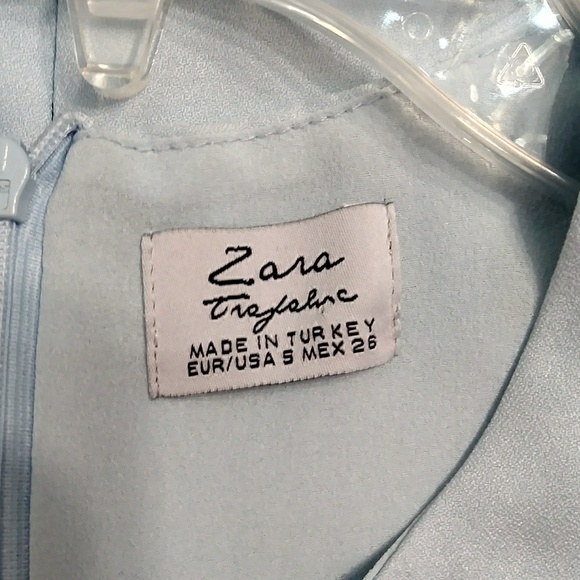 Zara
Trafaluc
MADE IN TURKEY
EUR/USA S MEX 26